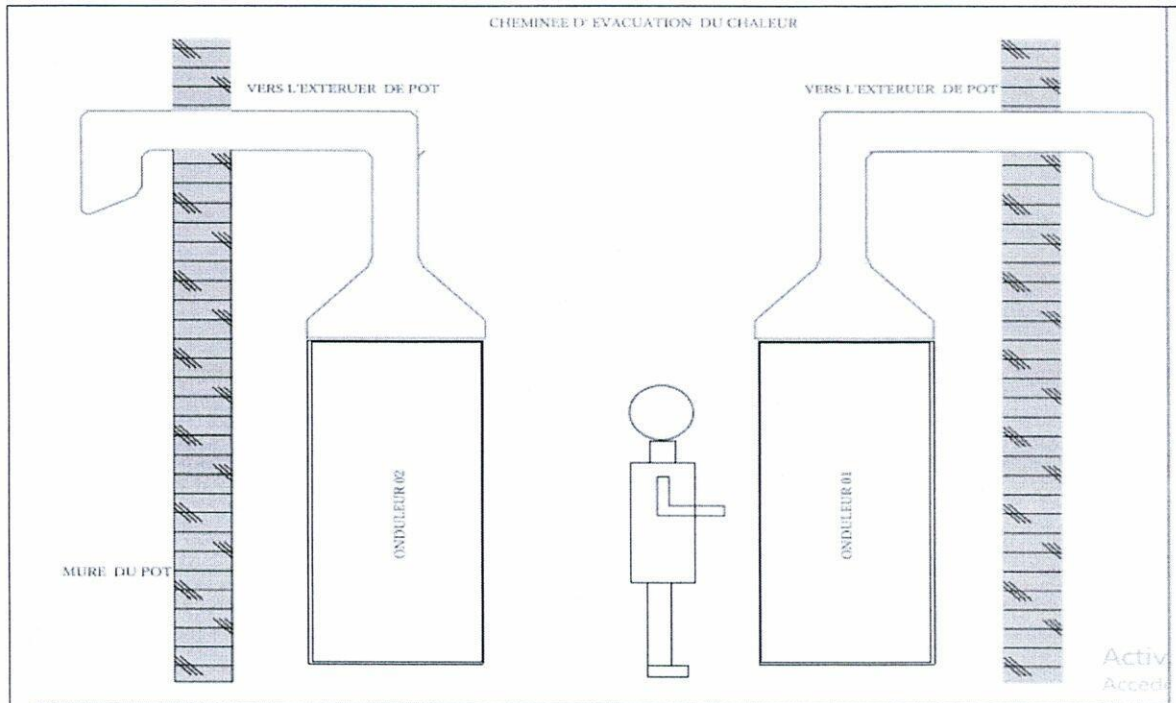 CHEMINEE D' EVACUATION DU CHALEUR
VERS L'EXTERUER DE POT
VERS L'EXTERUER DE POT
ONDULEUR 02
ONDULEUR 01
MURE DU POT
Activ
Accede